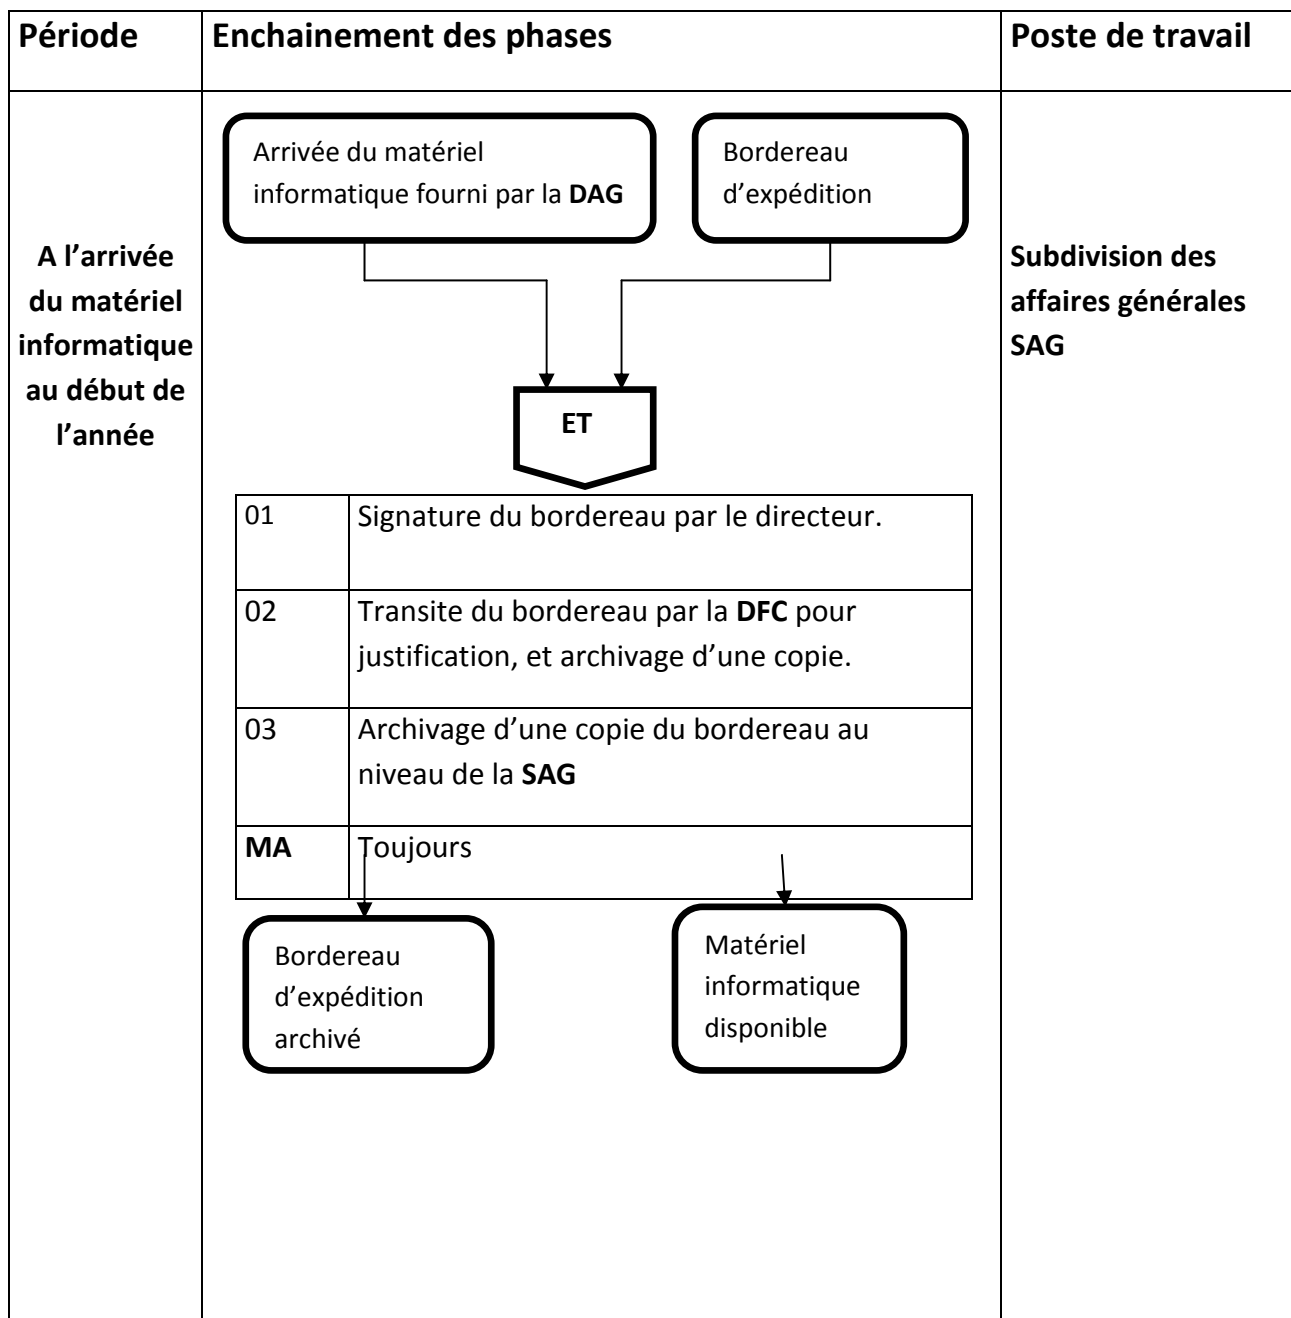 Période
Enchainement des phases
Poste de travail
A l’arrivée
du matériel
informatique
au début de
l’année
Arrivée du matériel
informatique fourni par la DAG
Bordereau
d’expédition
ET
01
Signature du bordereau par le directeur.
02
Transite du bordereau par la DFC pour
justification, et archivage d’une copie.
03
Archivage d’une copie du bordereau au
niveau de la SAG
MA
Toujours
Bordereau
d’expédition
archivé
Matériel
informatique
disponible
Subdivision des
affaires générales
SAG